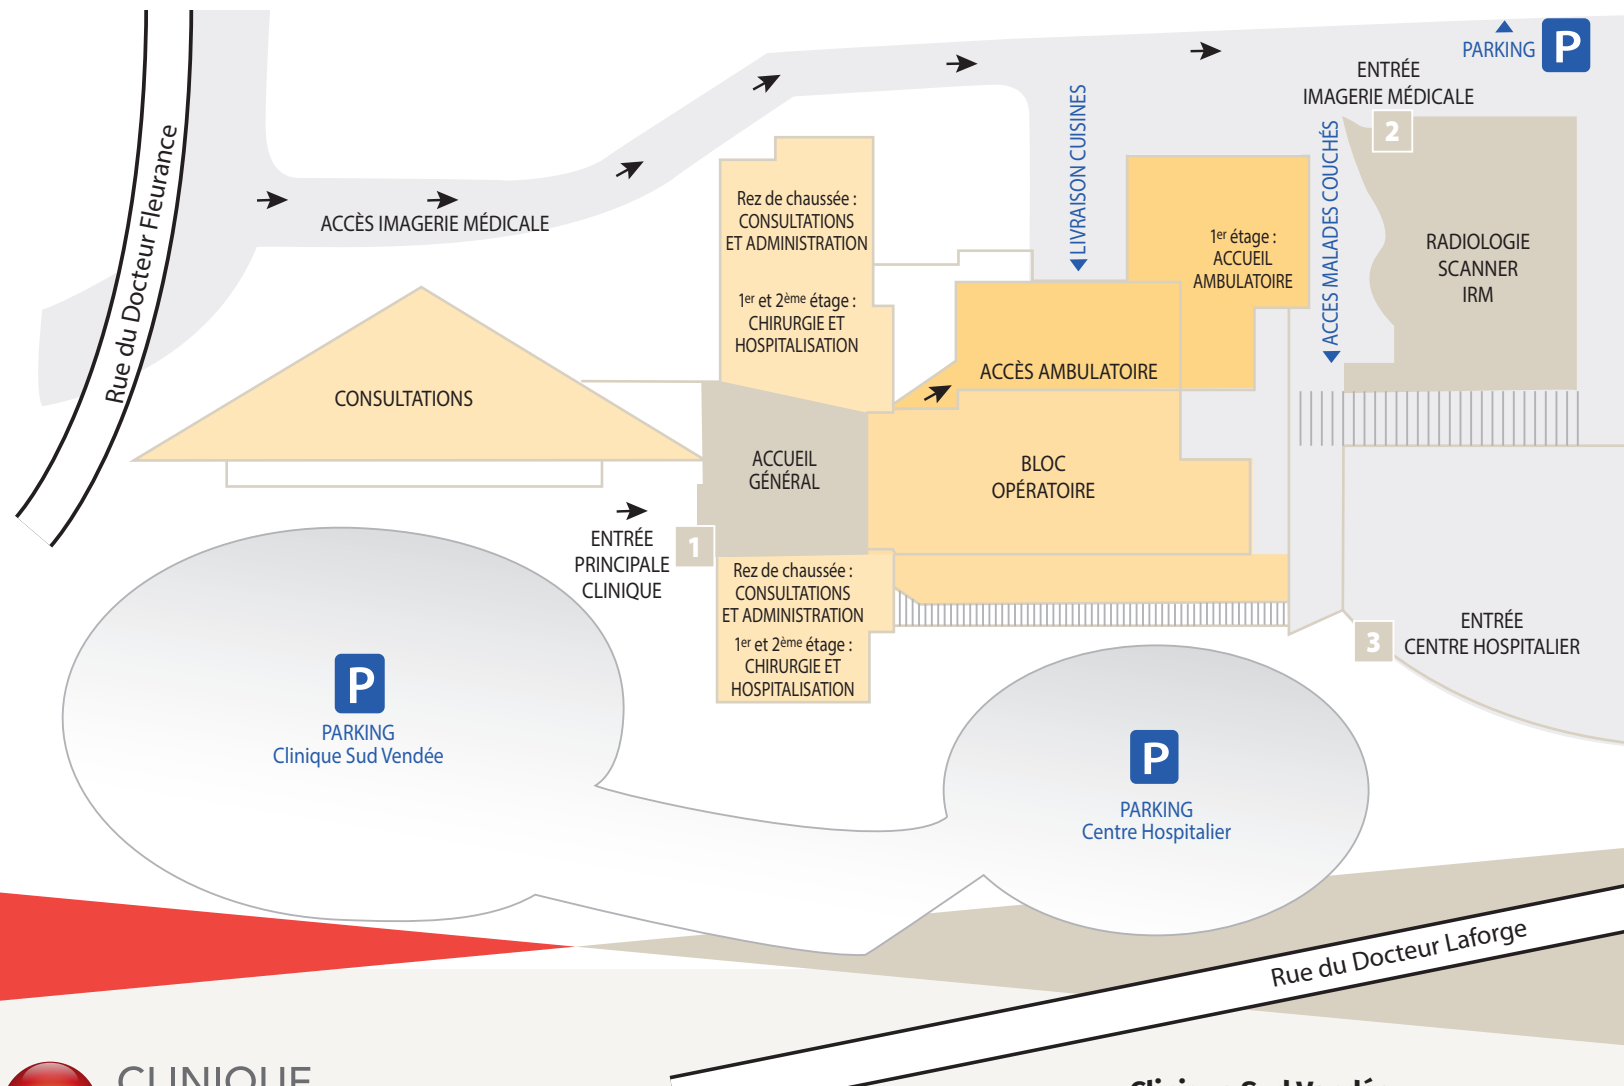 PARKING P
ENTRÉE
IMAGERIE MÉDICALE
2
Rue du Docteur Fleurance
ACCÈS IMAGERIE MÉDICALE
LIVRAISON CUISINES
ACCES MALADES COUCHÉS
Rez de chaussée :
CONSULTATIONS
ET ADMINISTRATION
1er et 2ème étage :
CHIRURGIE ET
HOSPITALISATION
1er étage :
ACCUEIL
AMBULATOIRE
RADIOLOGIE
SCANNER
IRM
ACCÈS AMBULATOIRE
CONSULTATIONS
ACCUEIL
GÉNÉRAL
BLOC
OPÉRATOIRE
ENTRÉE
PRINCIPALE
CLINIQUE
1
Rez de chaussée :
CONSULTATIONS
ET ADMINISTRATION
1er et 2ème étage :
CHIRURGIE ET
HOSPITALISATION
3
ENTRÉE
CENTRE HOSPITALIER
P
PARKING
Clinique Sud Vendée
P
PARKING
Centre Hospitalier
Rue du Docteur Laforge
CLINIQUE
Clinique Sud Vendée